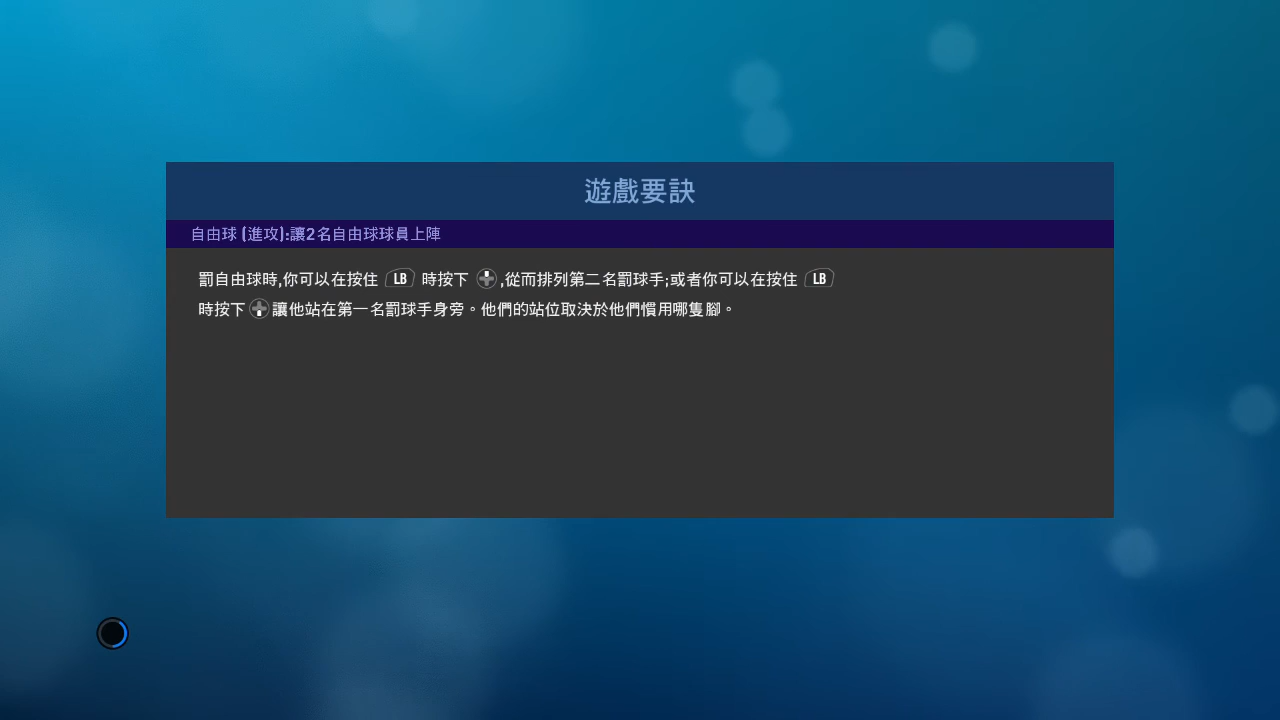 遊戲要訣
自由球 (進攻):讓2名自由球球員上陣
罰自由球時,你可以在按住 LB 時按下 ,從而排列第二名罰球手;或者你可以在按住 LB
時按下 讓他站在第一名罰球手身旁。他們的站位取決於他們慣用哪隻腳。